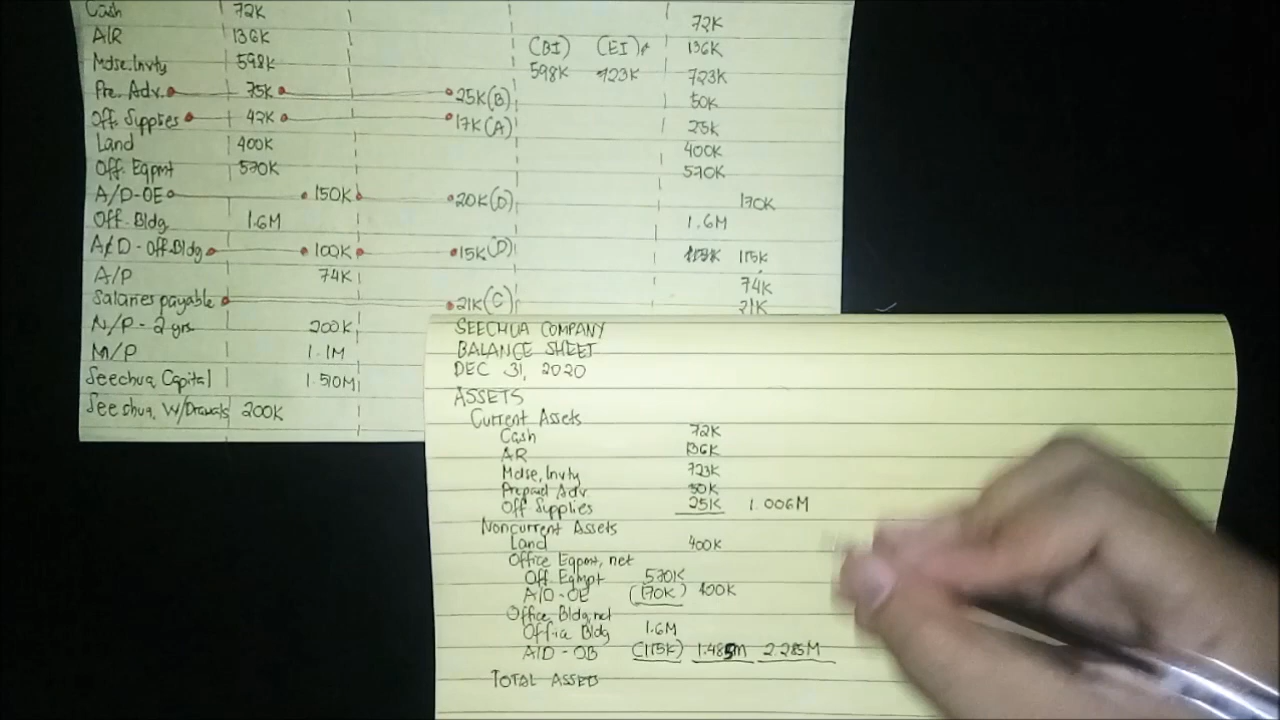 Cash 72K 72K
A/R 136K (BI) (EI) 136K
Mdse. Invty 598K 598K 723K 723K
Pre. Adv. 75K 25K(B) 50K
Off. Supplies 42K 17K(A) 25K
Land 400K 400K
Off. Eqpmt 570K 570K
A/D-OE 150K 20K(D) 170K
Off. Bldg 1.6M 1.6M
A/D - Off. Bldg 100K 15K(D) 115K 115K
A/P 74K 74K
Salaries payable 21K(C) 21K
N/P - 2 yrs 200K
M/P 1.1M
Seechua, Capital 1.510M
Seechua, W/Drawals 200K
SEECHUA COMPANY
BALANCE SHEET
DEC 31, 2020
ASSETS
Current Assets
Cash 72K
AR 136K
Mdse. Invty 723K
Prepaid Adv. 50K
Off Supplies 25K 1.006M
Noncurrent Assets
Land 400K
Office Eqpmt, net
Off. Eqmpt 570K
A/D-OE (170K) 400K
Office Bldg, net
Office Bldg 1.6M
A/D - OB (115K) 1.485M 2.285M
TOTAL ASSETS